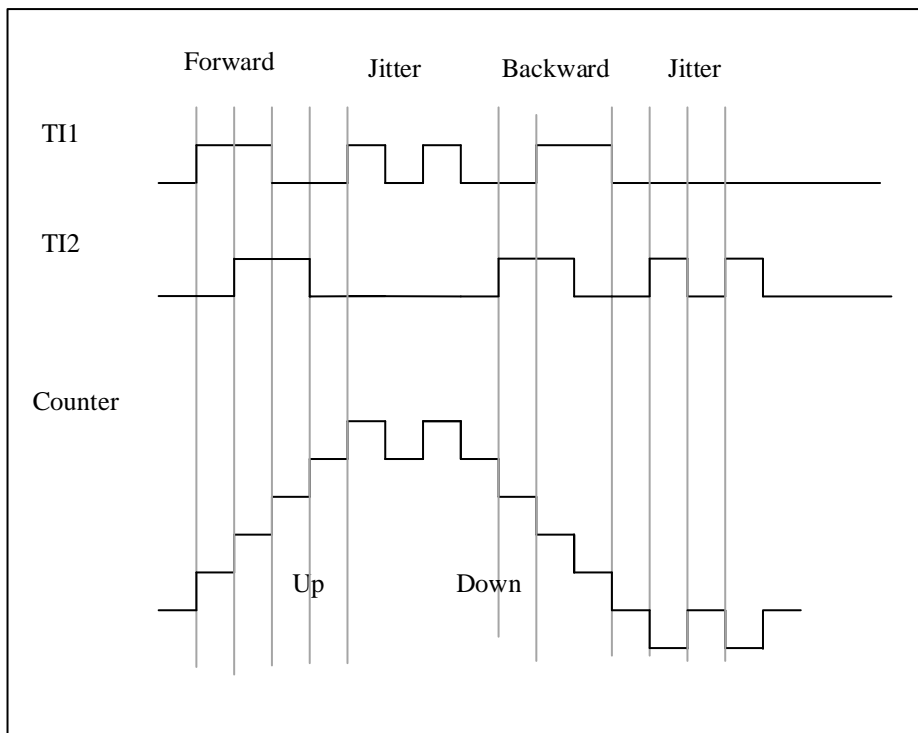 Forward
Jitter
Backward
Jitter
TI1
TI2
Counter
Up
Down